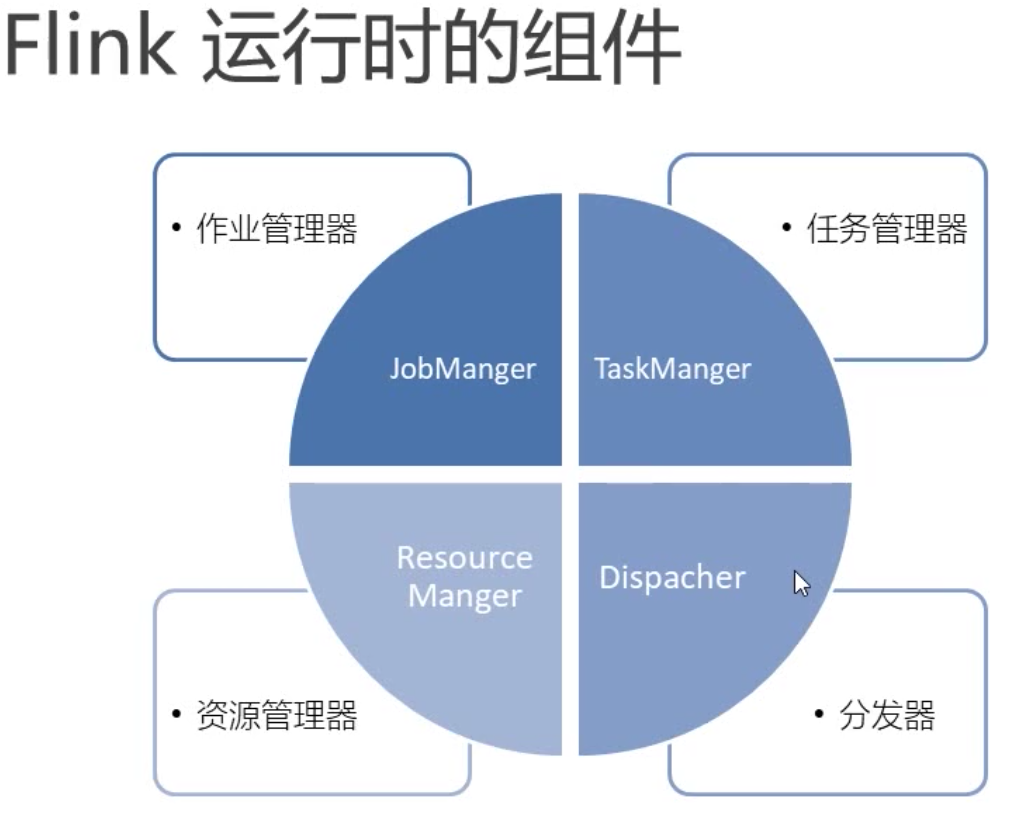 Flink 运行时的组件
• 作业管理器
• 任务管理器
JobManger
TaskManger
Resource
Manger
Dispacher
• 资源管理器
• 分发器